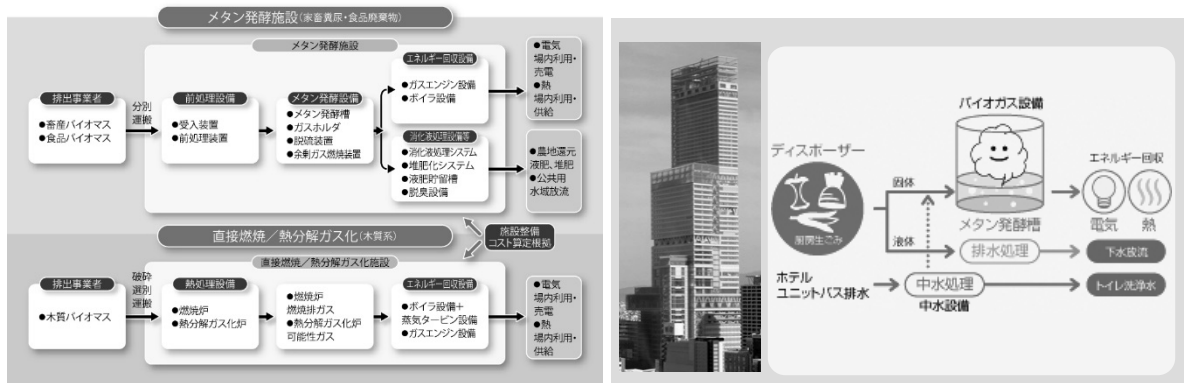 メタン発酵施設(家畜糞尿・食品廃棄物)
メタン発酵施設
排出事業者
●畜産バイオマス
●食品バイオマス
分別
運搬
前処理設備
●受入装置
●前処理装置
メタン発酵設備
●メタン発酵槽
●ガスホルダ
●脱硫装置
●余剰ガス燃焼装置
エネルギー回収設備
●ガスエンジン設備
●ボイラ設備
消化液処理設備等
●消化液処理システム
●堆肥化システム
●液肥貯留槽
●脱臭設備
●電気
場内利用・
売電
●熱
場内利用・
供給
●農地還元
液肥、堆肥
●公共用
水域放流
施設整備
コスト算定根拠
直接燃焼/熱分解ガス化(木質系)
直接燃焼/熱分解ガス化施設
排出事業者
●木質バイオマス
破砕
選別
運搬
熱処理設備
●燃焼炉
●熱分解ガス化炉
●燃焼炉
燃焼排ガス
●熱分解ガス化炉
可能性ガス
エネルギー回収設備
●ボイラ設備+
蒸気タービン設備
●ガスエンジン設備
●電気
場内利用・
売電
●熱
場内利用・
供給
バイオガス設備
ディスポーザー
厨房生ごみ
固体
液体
メタン発酵槽
エネルギー回収
電気
熱
排水処理
下水放流
ホテル
ユニットバス排水
中水処理
中水設備
トイレ洗浄水